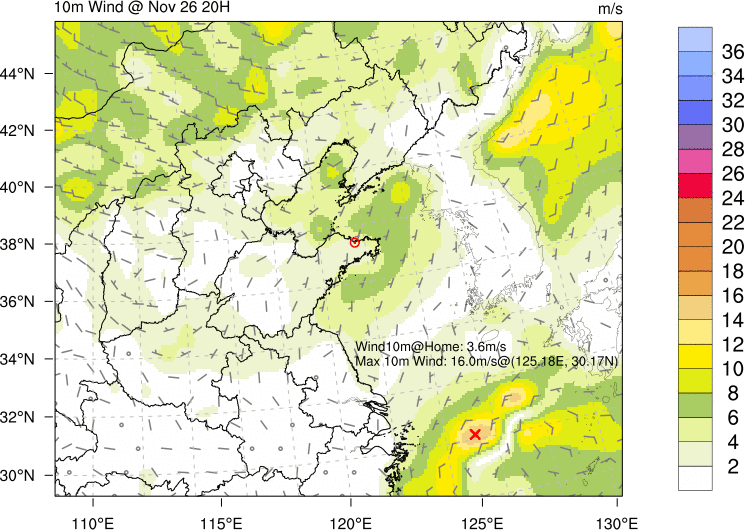 10m Wind @ Nov 26 20H
m/s
44°N
42°N
40°N
38°N
36°N
34°N
32°N
30°N
110°E
115°E
120°E
125°E
130°E
Wind10m@Home: 3.6m/s
Max 10m Wind: 16.0m/s@(125.18E, 30.17N)
36
34
32
30
28
26
24
22
20
18
16
14
12
10
8
6
4
2